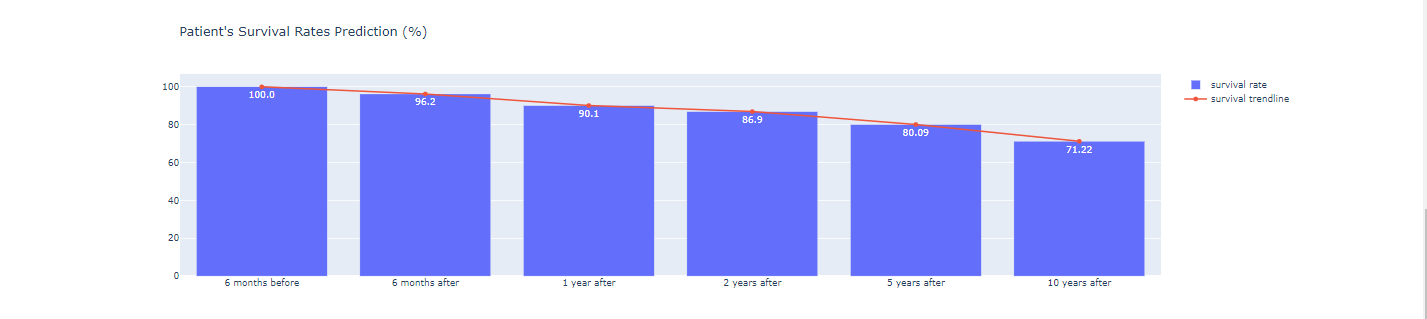 Patient's Survival Rates Prediction (%)
100
80
60
40
20
0
100.0
96.2
90.1
86.9
80.09
71.22
6 months before
6 months after
1 year after
2 years after
5 years after
10 years after
survival rate
survival trendline